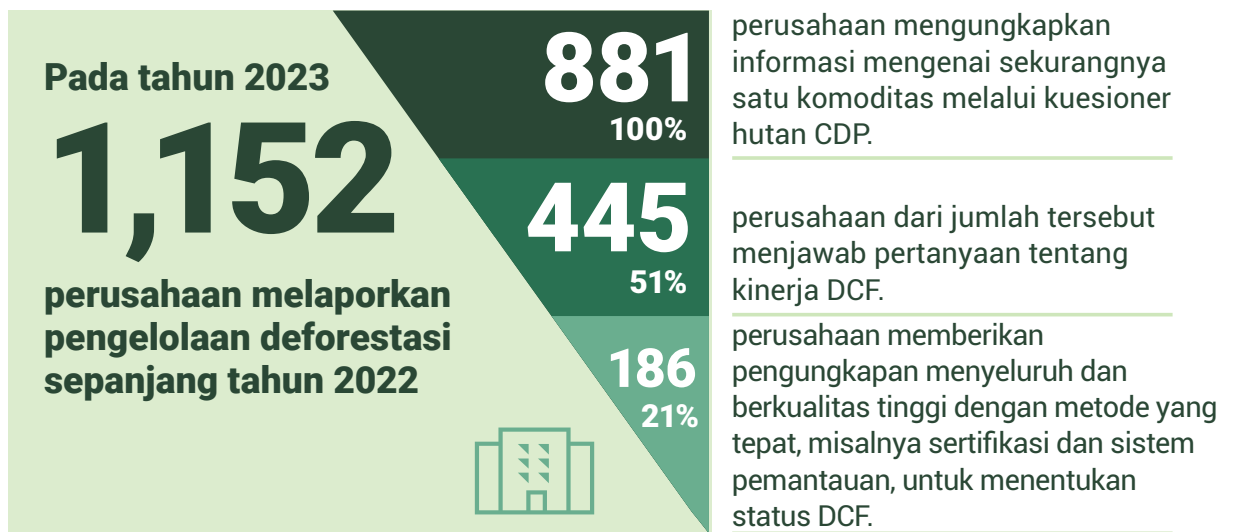 Pada tahun 2023
1,152
perusahaan melaporkan
pengelolaan deforestasi
sepanjang tahun 2022
881
100%
perusahaan mengungkapkan
informasi mengenai sekurangnya
satu komoditas melalui kuesioner
hutan CDP.
445
51%
perusahaan dari jumlah tersebut
menjawab pertanyaan tentang
kinerja DCF.
186
21%
perusahaan memberikan
pengungkapan menyeluruh dan
berkualitas tinggi dengan metode yang
tepat, misalnya sertifikasi dan sistem
pemantauan, untuk menentukan
status DCF.